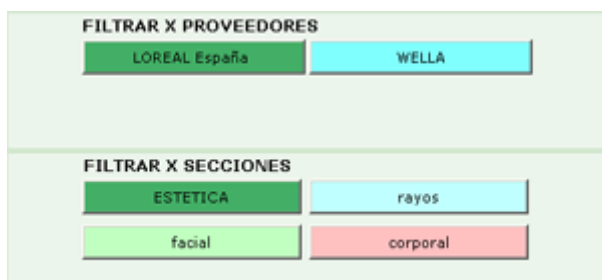 FILTRAR X PROVEEDORES
LOREAL España WELLA
FILTRAR X SECCIONES
ESTETICA rayos
facial corporal